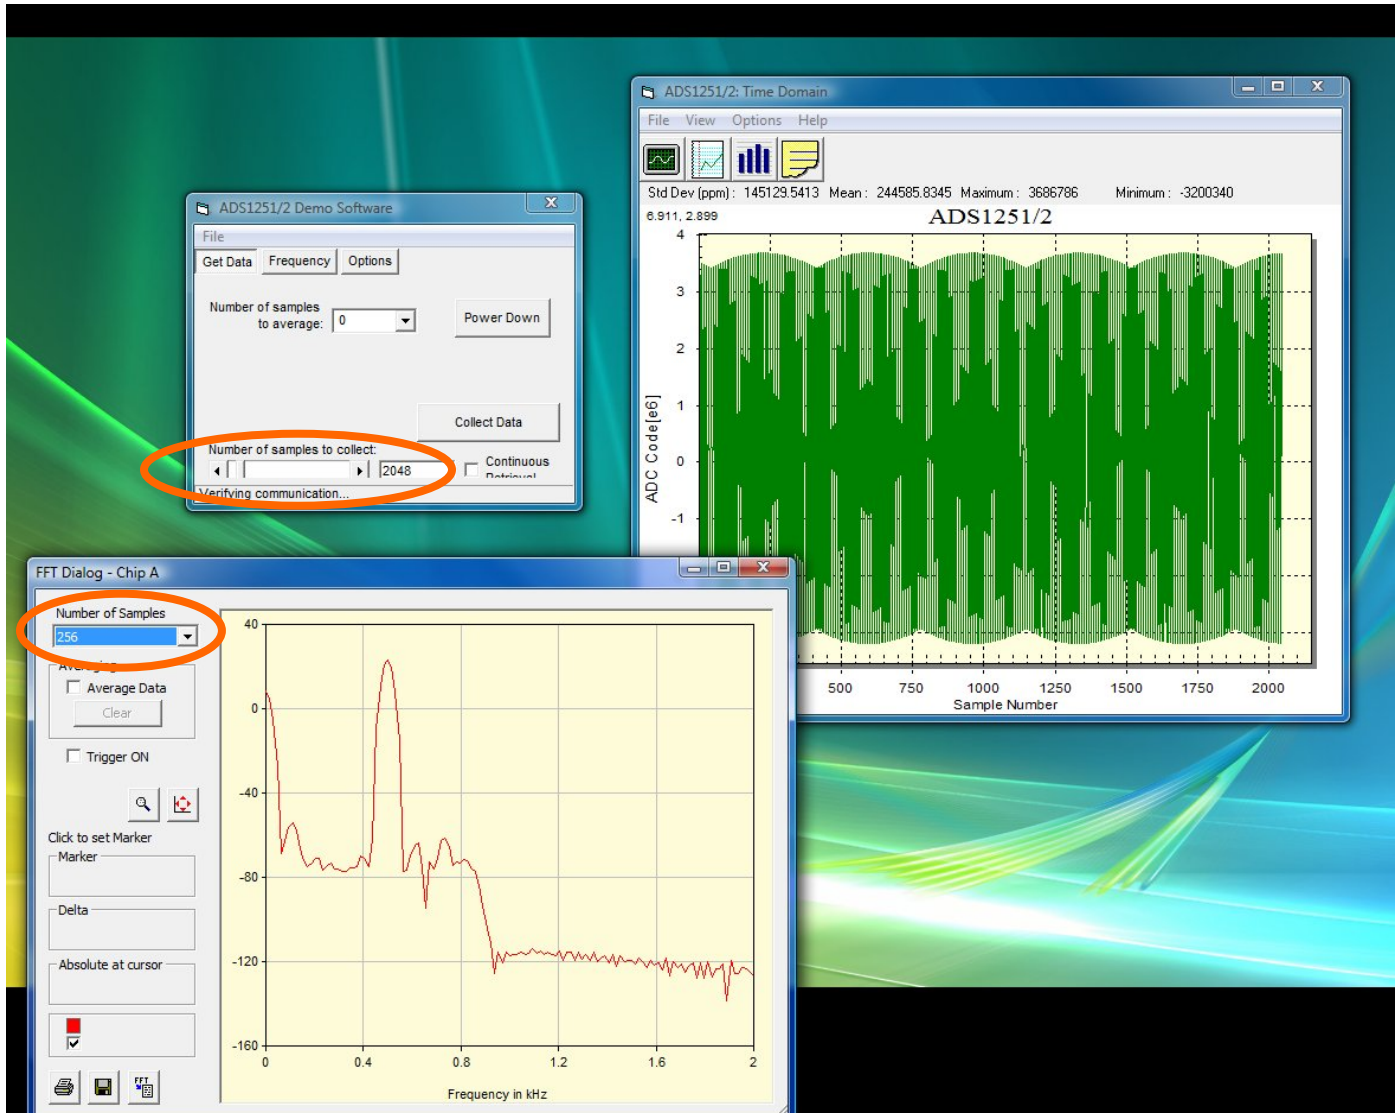 ADS1251/2: Time Domain
File View Options Help
Std Dev (ppm) : 145129.5413 Mean : 244585.8345 Maximum : 3686786 Minimum : -3200340
6.911, 2.899
ADS1251/2
4
3
2
1
0
-1
ADC Code[e6]
500 750 1000 1250 1500 1750 2000
Sample Number
ADS1251/2 Demo Software
File
Get Data Frequency Options
Number of samples
to average: 0
Power Down
Collect Data
Number of samples to collect:
2048
Continuous
Retrieval
Verifying communication...
FFT Dialog - Chip A
Number of Samples
256
Averaging
Average Data
Clear
Trigger ON
Click to set Marker
Marker
Delta
Absolute at cursor
FFT
40
0
-40
-80
-120
-160
0 0.4 0.8 1.2 1.6 2
Frequency in kHz